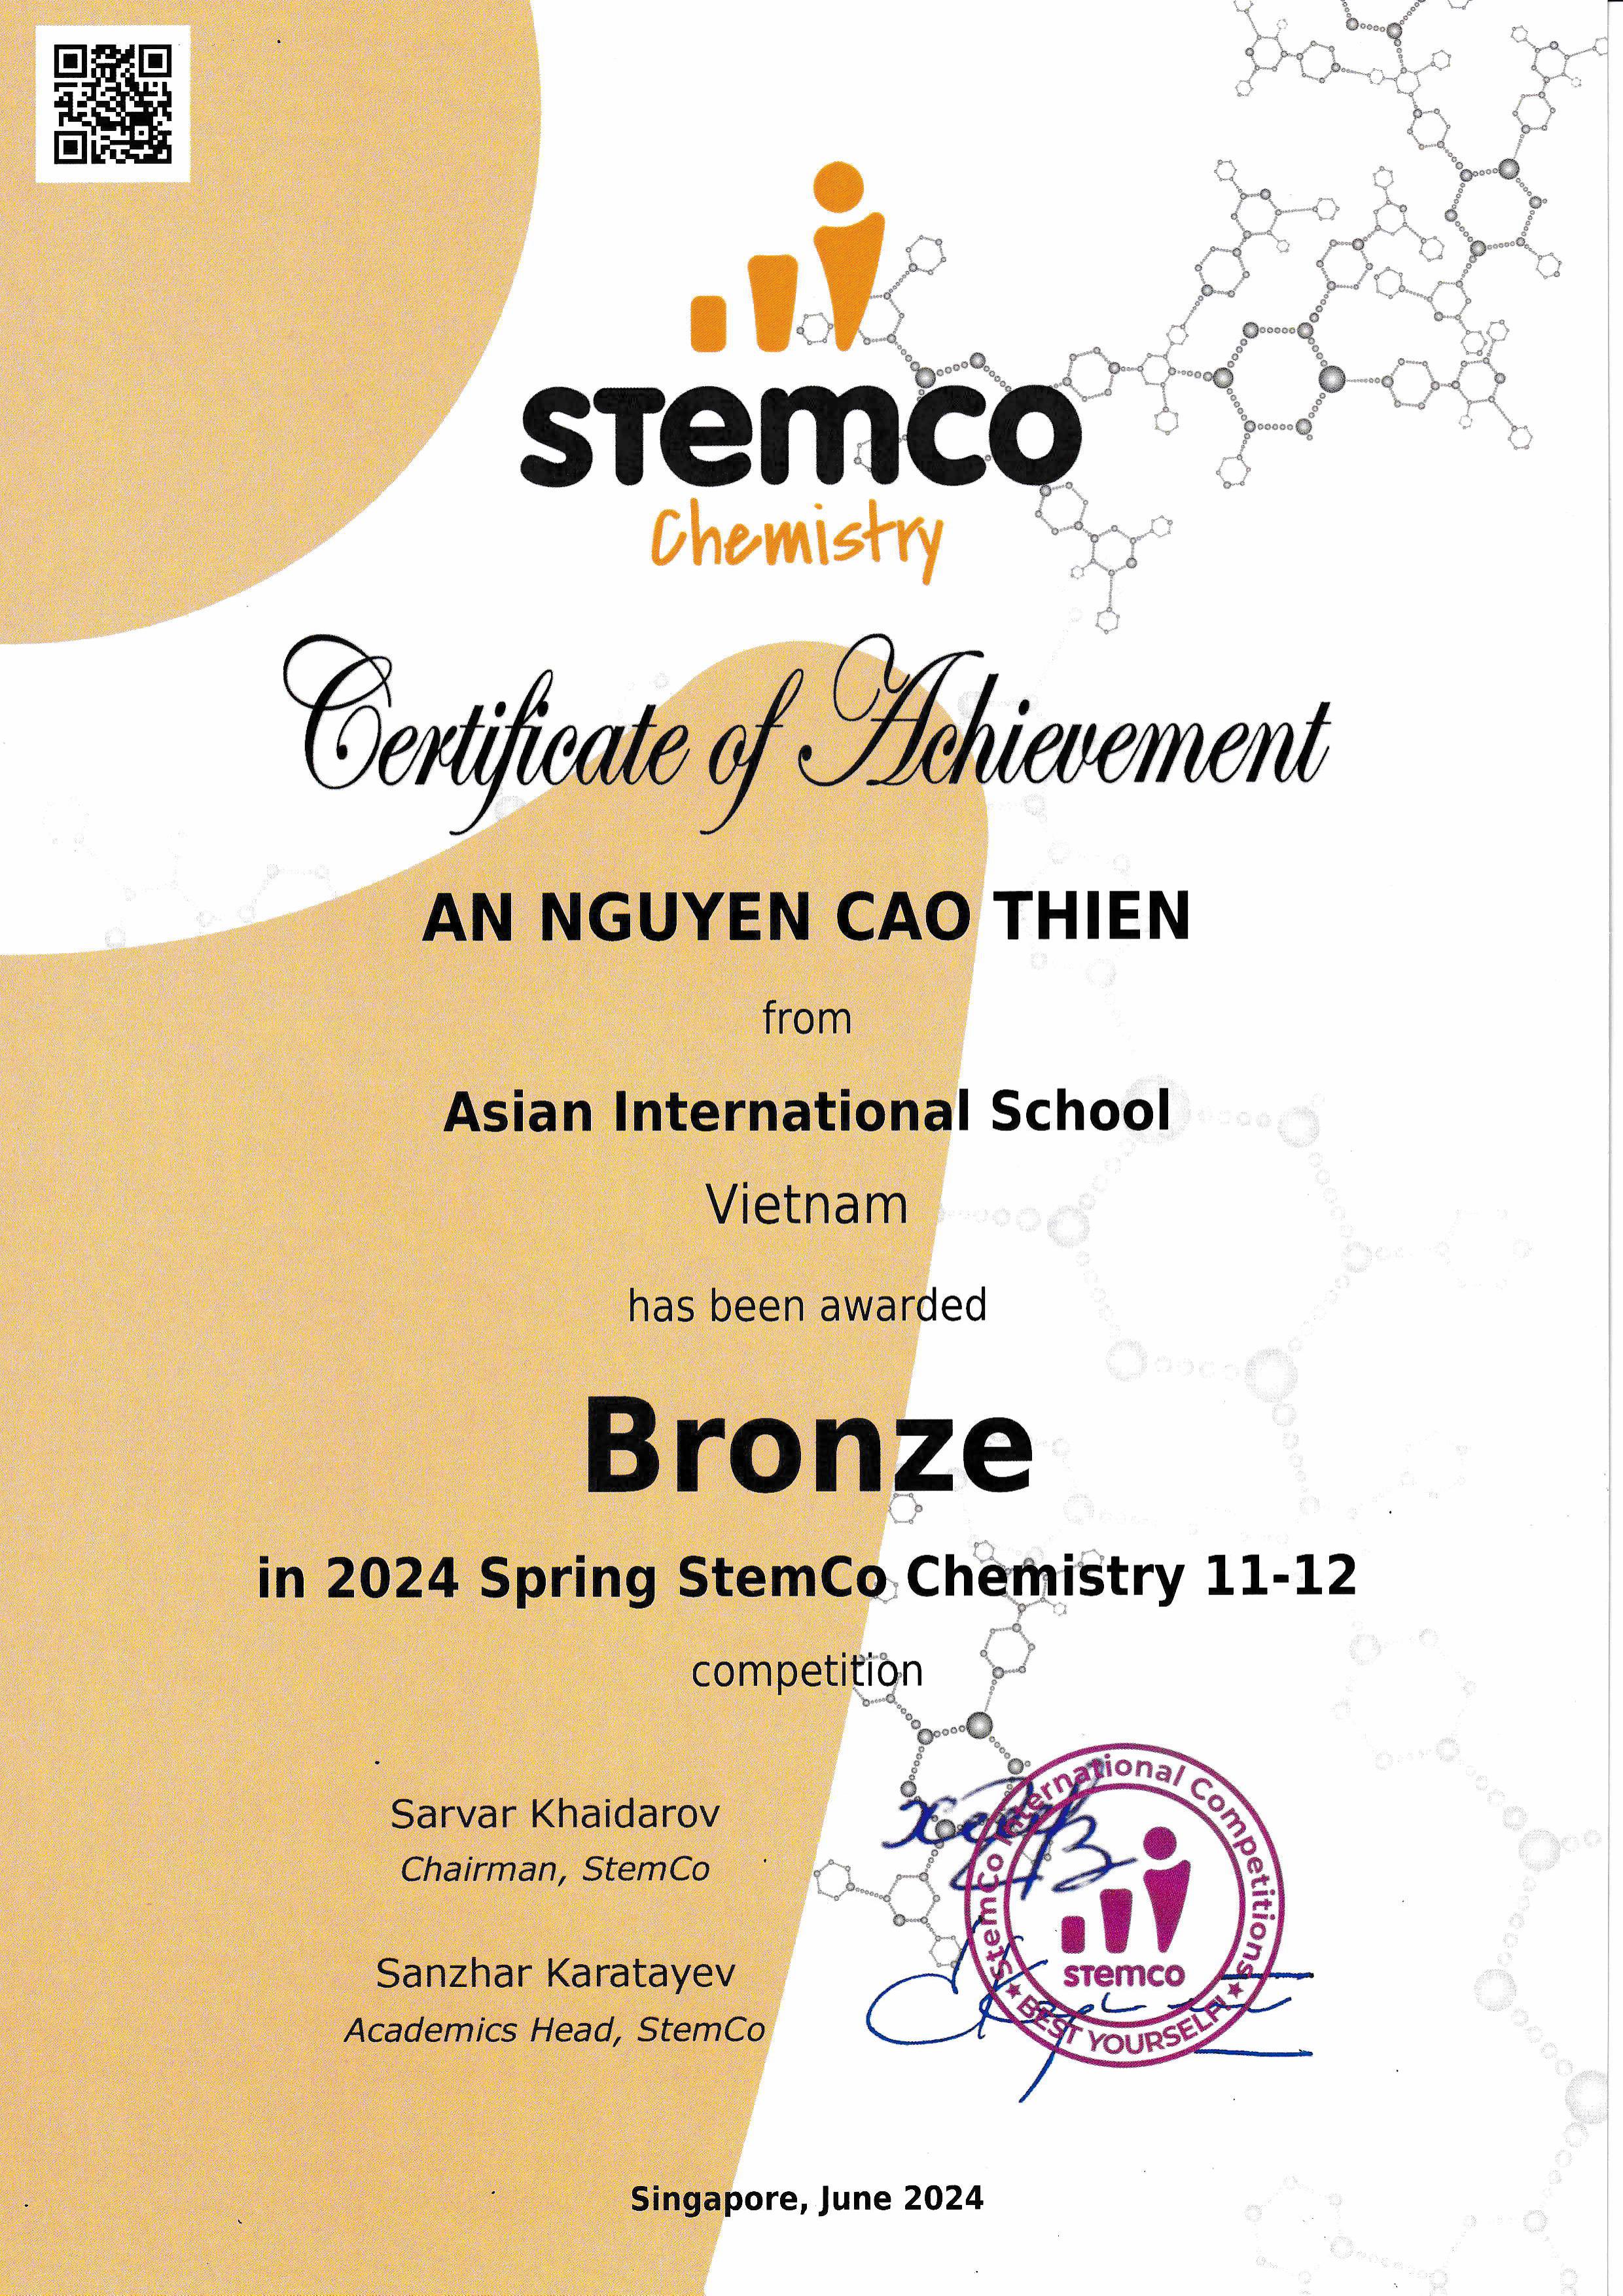 STEMCO
Chemistry
Certificate of Achievement
AN NGUYEN CAO THIEN
from
Asian International School
Vietnam
has been awarded
Bronze
in 2024 Spring StemCo Chemistry 11-12
competition
Sarvar Khaidarov
Chairman, StemCo
Sanzhar Karatayev
Academics Head, StemCo
StemCo International Competitions
STEMCO
★ BEST YOURSELF! ★
Singapore, June 2024